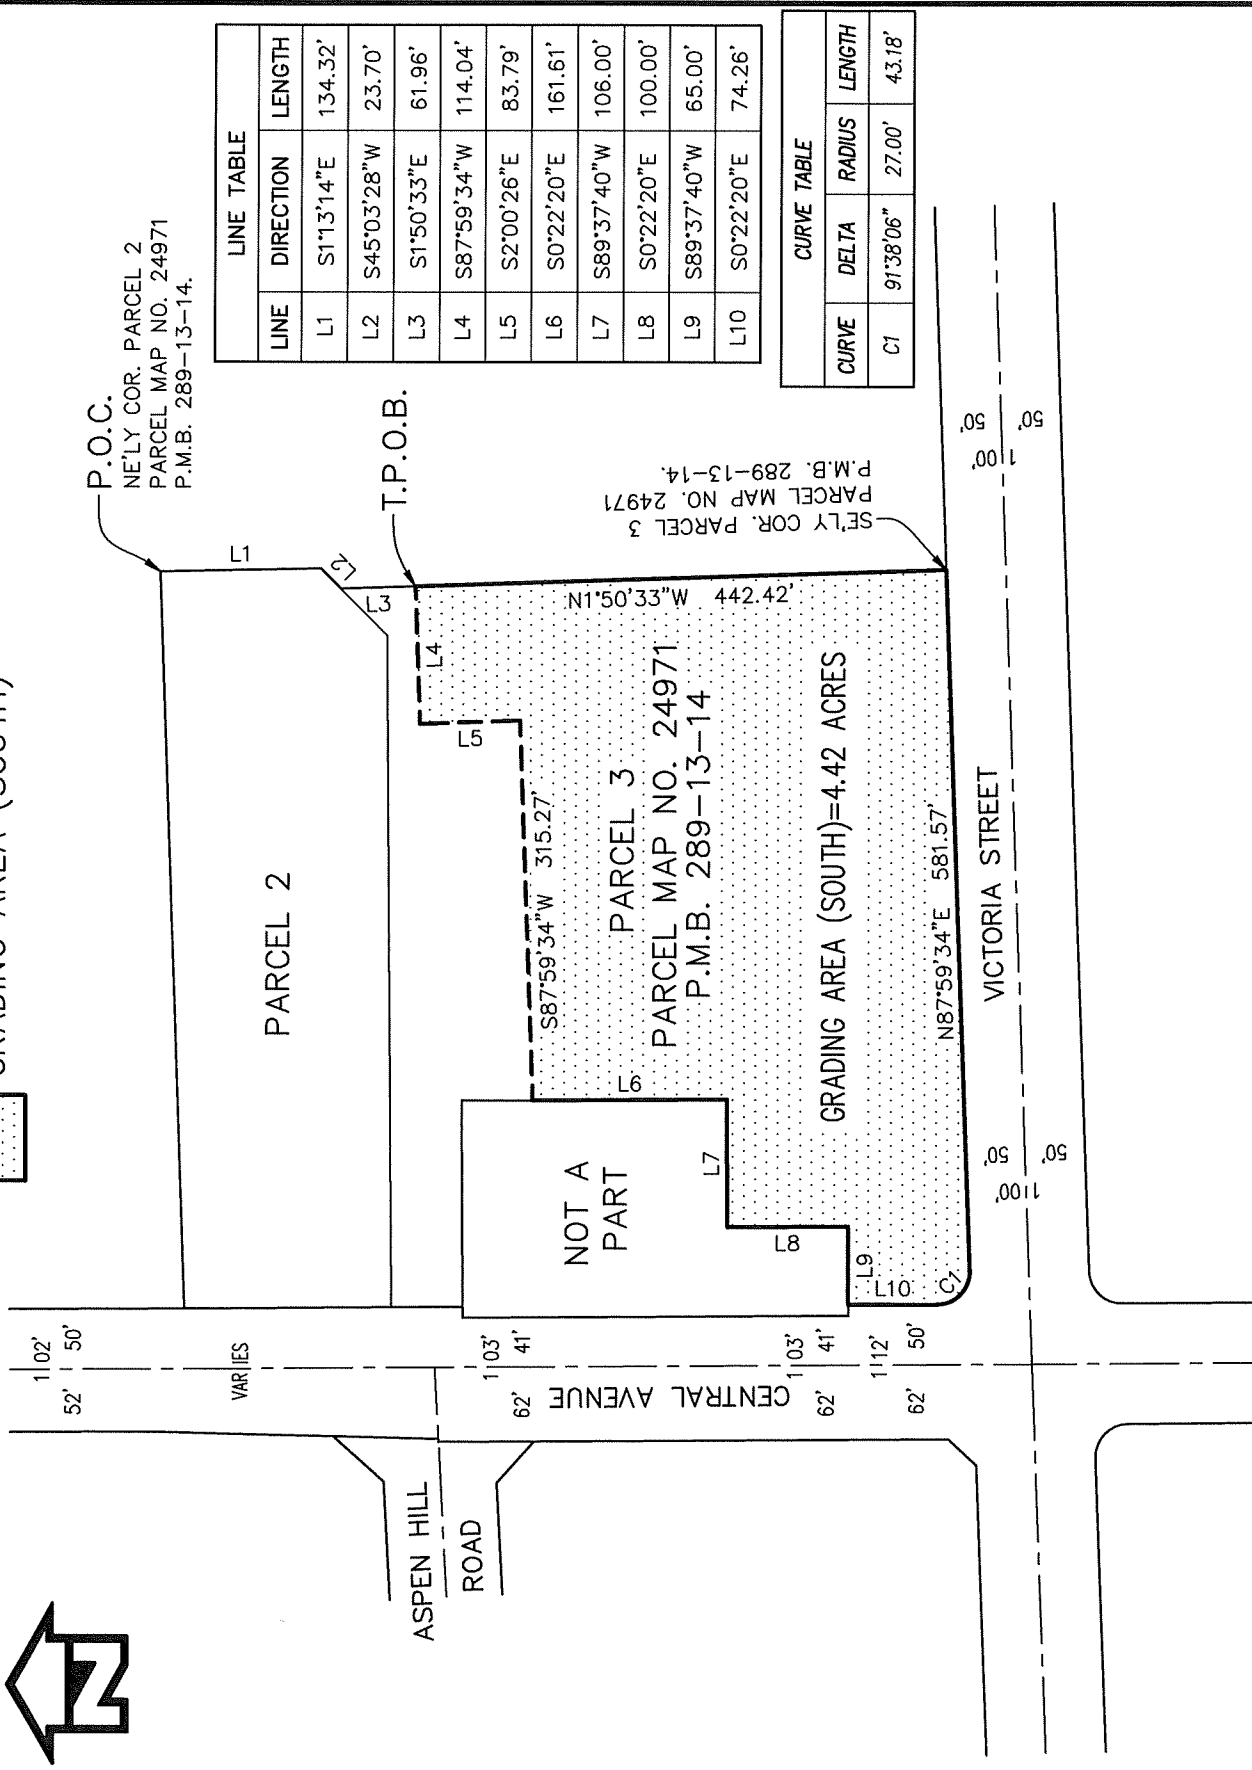 GRADING AREA (SOUTH)
P.O.C.
NE'LY COR. PARCEL 2
PARCEL MAP NO. 24971
P.M.B. 289-13-14.
T.P.O.B.
LINE TABLE
LINE DIRECTION LENGTH
L1 S1°13'14"E 134.32'
L2 S45°03'28"W 23.70'
L3 S1°50'33"E 61.96'
L4 S87°59'34"W 114.04'
L5 S2°00'26"E 83.79'
L6 S0°22'20"E 161.61'
L7 S89°37'40"W 106.00'
L8 S0°22'20"E 100.00'
L9 S89°37'40"W 65.00'
L10 S0°22'20"E 74.26'
CURVE TABLE
CURVE DELTA RADIUS LENGTH
C1 91°38'06" 27.00' 43.18'
SE'LY COR. PARCEL 3
PARCEL MAP NO. 24971
P.M.B. 289-13-14.
L1
L2
L3
L4
L5
PARCEL 2
N1°50'33"W 442.42'
S87°59'34"W 315.27'
PARCEL 3
PARCEL MAP NO. 24971
P.M.B. 289-13-14
GRADING AREA (SOUTH)=4.42 ACRES
N87°59'34"E 581.57'
L6
L7
L8
L9
L10
C1
NOT A
PART
VICTORIA STREET
50'
50'
100'
50'
50'
100'
CENTRAL AVENUE
102'
52'
50'
VARIES
103'
62'
41'
103'
62'
41'
112'
62'
50'
ASPEN HILL
ROAD
N